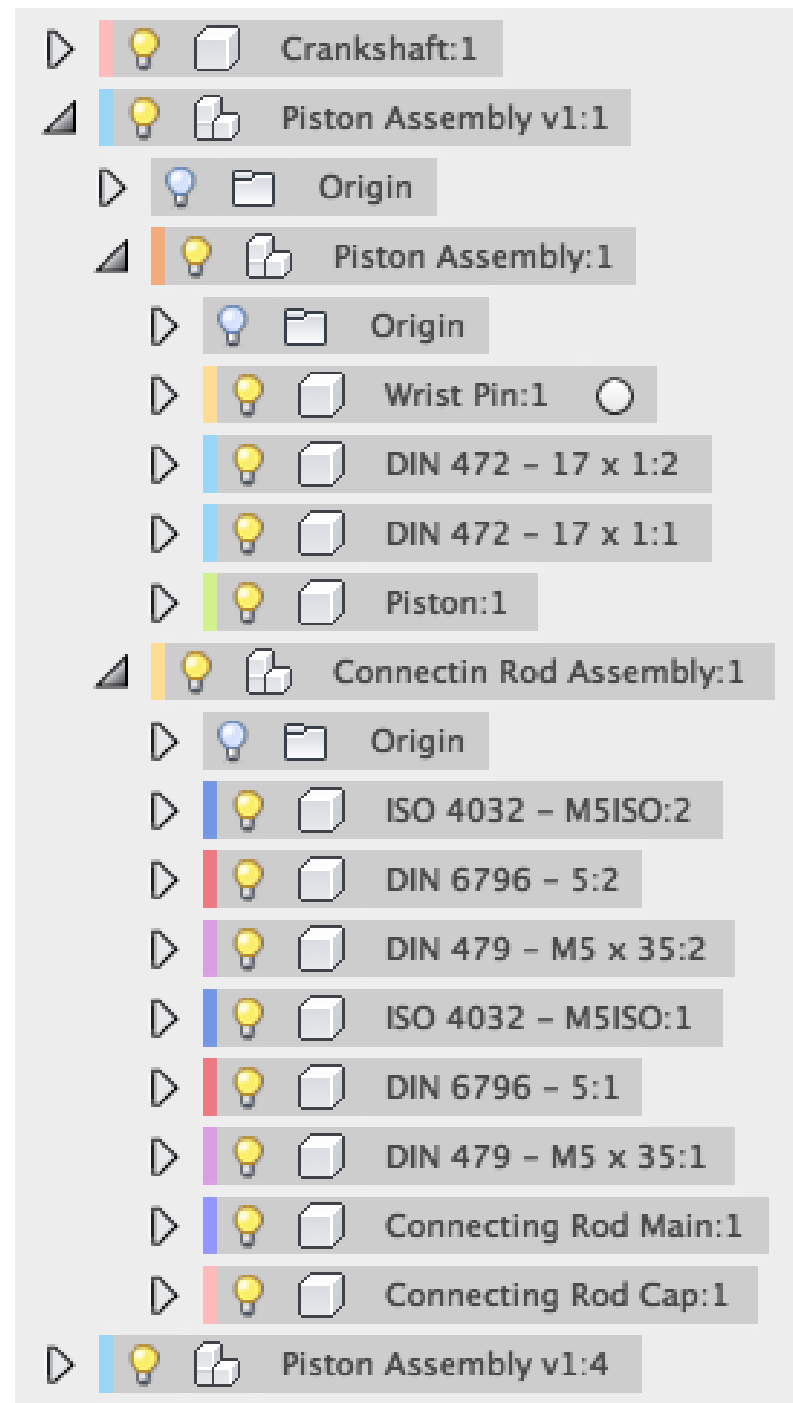 Crankshaft:1
Piston Assembly v1:1
Origin
Piston Assembly:1
Origin
Wrist Pin:1
DIN 472 – 17 x 1:2
DIN 472 – 17 x 1:1
Piston:1
Connectin Rod Assembly:1
Origin
ISO 4032 – M5ISO:2
DIN 6796 – 5:2
DIN 479 – M5 x 35:2
ISO 4032 – M5ISO:1
DIN 6796 – 5:1
DIN 479 – M5 x 35:1
Connecting Rod Main:1
Connecting Rod Cap:1
Piston Assembly v1:4